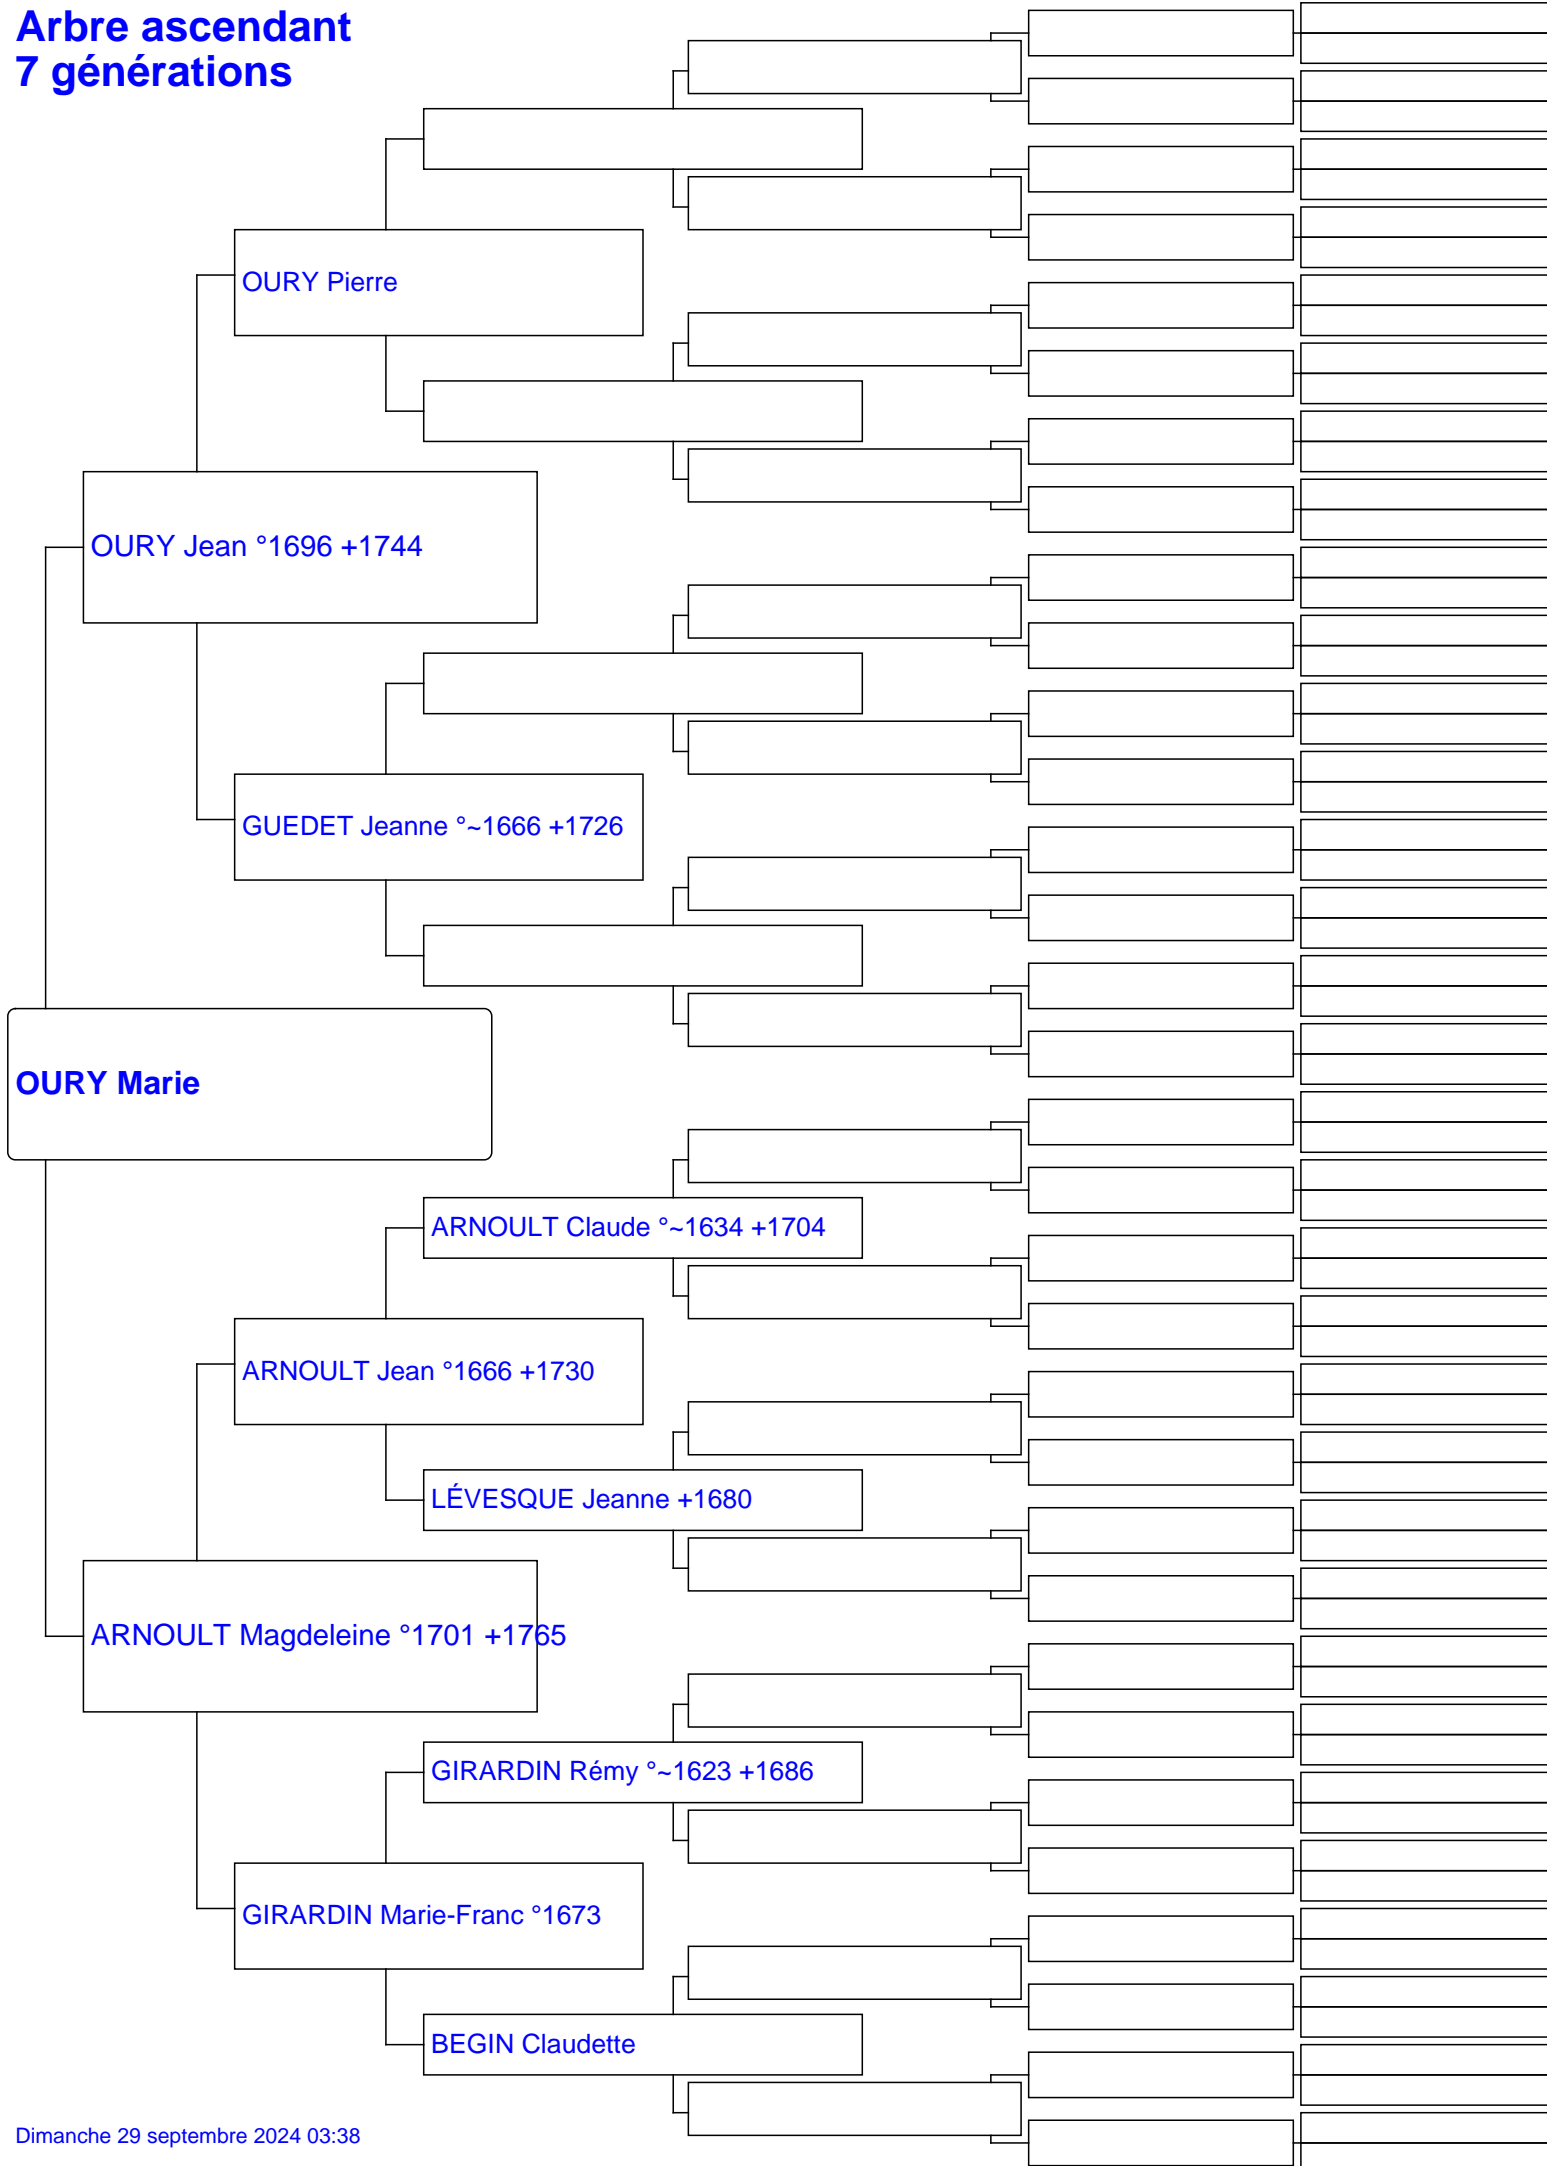 Arbre ascendant
7 générations
OURY Pierre
OURY Jean °1696 +1744
GUEDET Jeanne °~1666 +1726
OURY Marie
ARNOULT Claude °~1634 +1704
ARNOULT Jean °1666 +1730
LÉVESQUE Jeanne +1680
ARNOULT Magdeleine °1701 +1765
GIRARDIN Rémy °~1623 +1686
GIRARDIN Marie-Franc °1673
BEGIN Claudette
Dimanche 29 septembre 2024 03:38